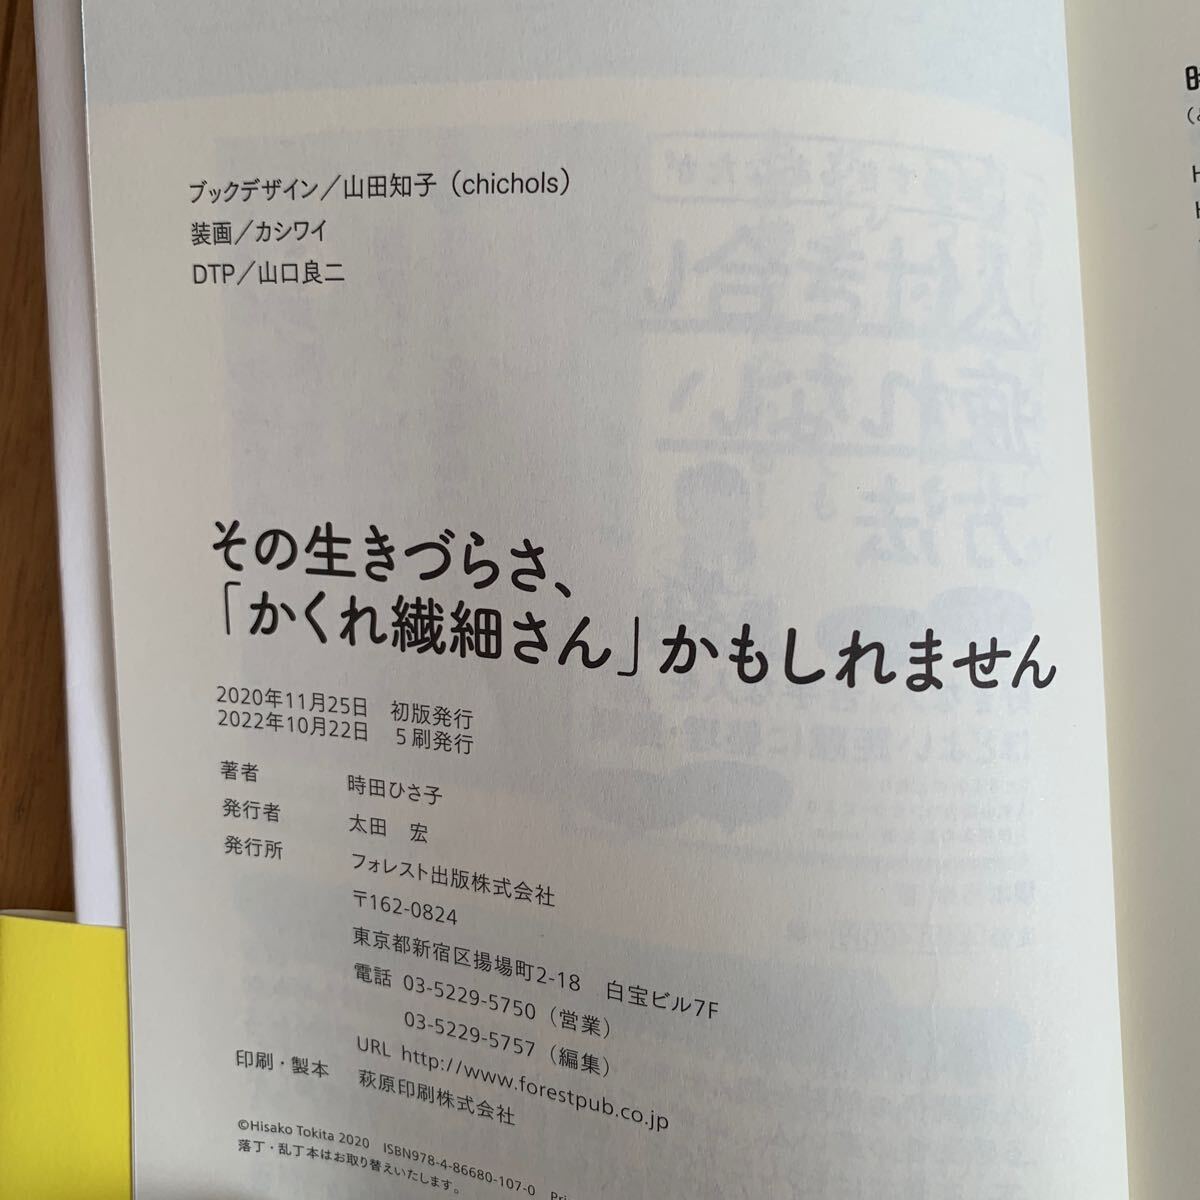 ブックデザイン／山田知子（chichols）
装画／カシワイ
DTP／山口良二
その生きづらさ、
「かくれ繊細さん」かもしれません
2020年11月25日　初版発行
2022年10月22日　5刷発行
著者　時田ひさ子
発行者　太田　宏
発行所　フォレスト出版株式会社
〒162-0824
東京都新宿区揚場町2-18　白宝ビル7F
電話　03-5229-5750（営業）
03-5229-5757（編集）
URL　http://www.forestpub.co.jp
印刷・製本　萩原印刷株式会社
©Hisako Tokita 2020　ISBN978-4-86680-107-0　Pri
落丁・乱丁本はお取り替えいたします。